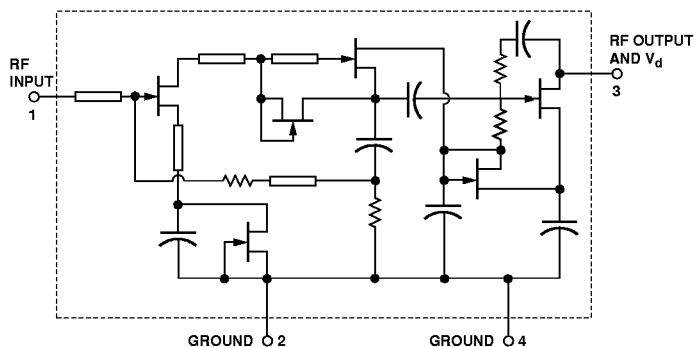 RF
INPUT
1
RF OUTPUT
AND Vd
3
GROUND 2
GROUND 4